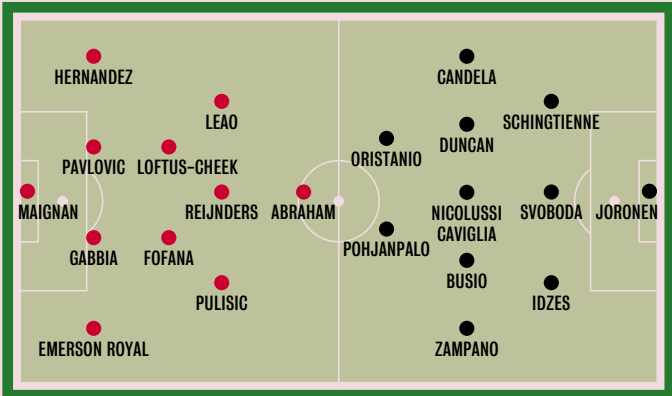 HERNANDEZ
LEAO
PAVLOVIC
LOFTUS-CHEEK
MAIGNAN
REIJNDERS
ABRAHAM
GABBIA
FOFANA
PULISIC
EMERSON ROYAL
CANDELA
SCHINGTIENNE
DUNCAN
ORISTANIO
NICOLUSSI
CAVIGLIA
SVOBODA
JORONEN
POHJANPALO
BUSIO
IDZES
ZAMPANO